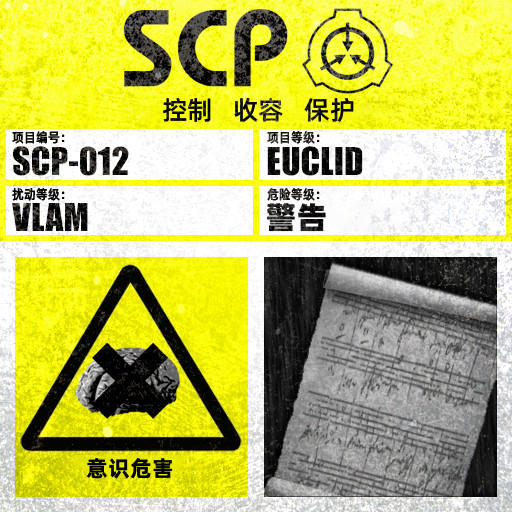 SCP
控制 收容 保护
项目编号:
SCP-012
项目等级:
EUCLID
扰动等级:
VLAM
危险等级:
警告
意识危害